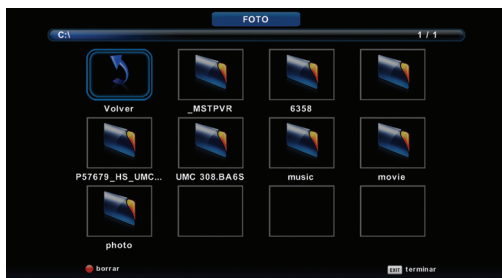 FOTO
C:\ 1 / 1
Volver _MSTPVR 6358
P57679_HS_UMC... UMC 308.BA6S music movie
photo
borrar EXIT terminar